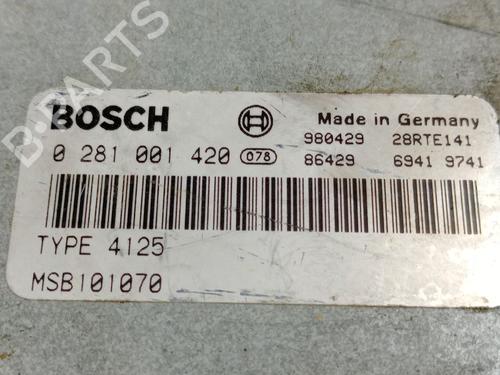 B-PARTS
BOSCH
Made in Germany
980429 28RTE141
0 281 001 420 078 86429 6941 9741
TYPE 4125
MSB101070